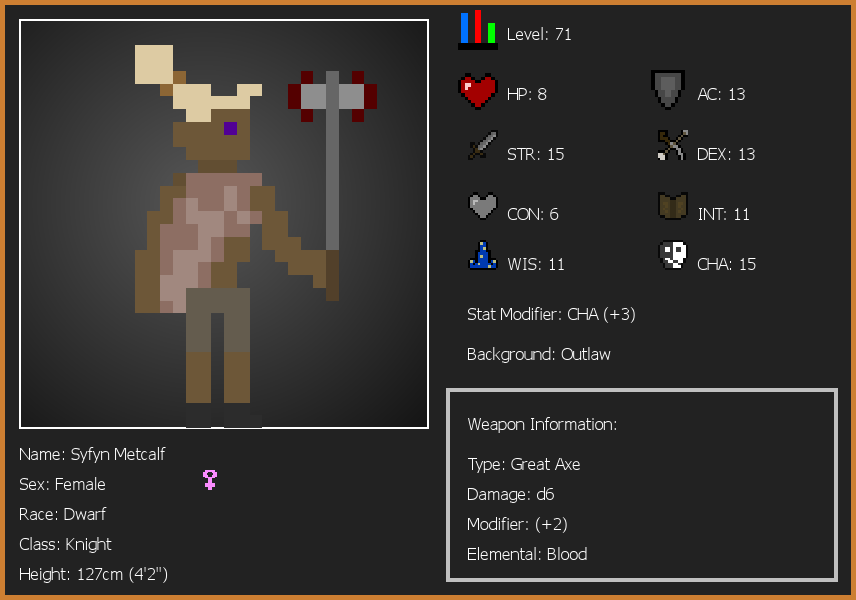 Level: 71
HP: 8
AC: 13
STR: 15
DEX: 13
CON: 6
INT: 11
WIS: 11
CHA: 15
Stat Modifier: CHA (+3)
Background: Outlaw
Weapon Information:
Type: Great Axe
Damage: d6
Modifier: (+2)
Elemental: Blood
Name: Syfyn Metcalf
Sex: Female
Race: Dwarf
Class: Knight
Height: 127cm (4'2")